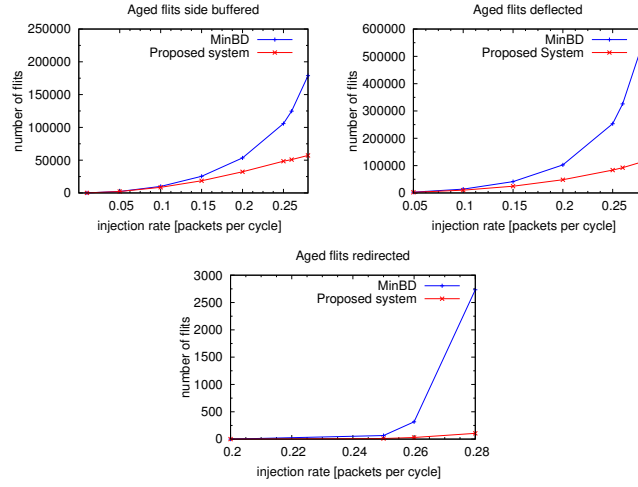 Aged flits side buffered
number of flits
250000
200000
150000
100000
50000
0
MinBD
Proposed system
0.05 0.1 0.15 0.2 0.25
injection rate [packets per cycle]
Aged flits deflected
number of flits
600000
500000
400000
300000
200000
100000
0
MinBD
Proposed System
0.05 0.1 0.15 0.2 0.25
injection rate [packets per cycle]
Aged flits redirected
number of flits
3000
2500
2000
1500
1000
500
0
MinBD
Proposed system
0.2 0.22 0.24 0.26 0.28
injection rate [packets per cycle]